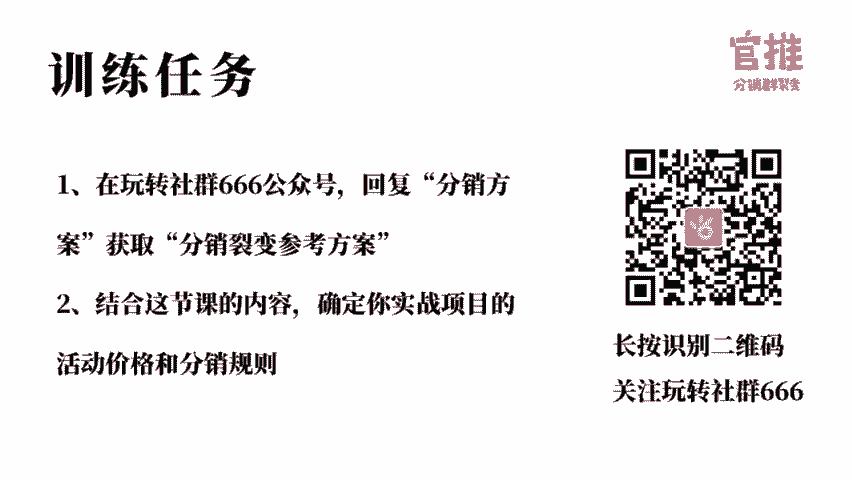 训练任务
官推
分销群裂变
1、在玩转社群666公众号，回复“分销方
案”获取“分销裂变参考方案”
2、结合这节课的内容，确定你实战项目的
活动价格和分销规则
长按识别二维码
关注玩转社群666